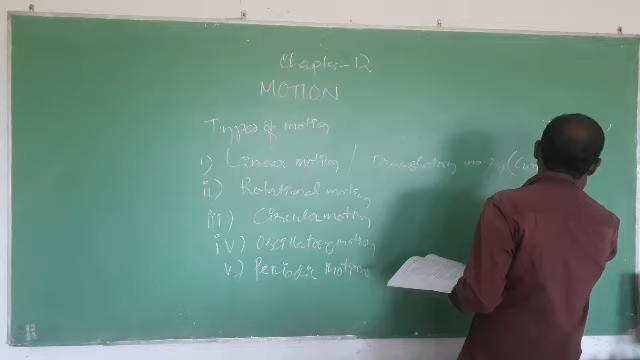 Chapter-12
MOTION
Types of motion
i) Linear motion / Translatory motion (
ii) Rotational motion
iii) Circular motion
iv) Oscillatory motion
v) Periodic Motion